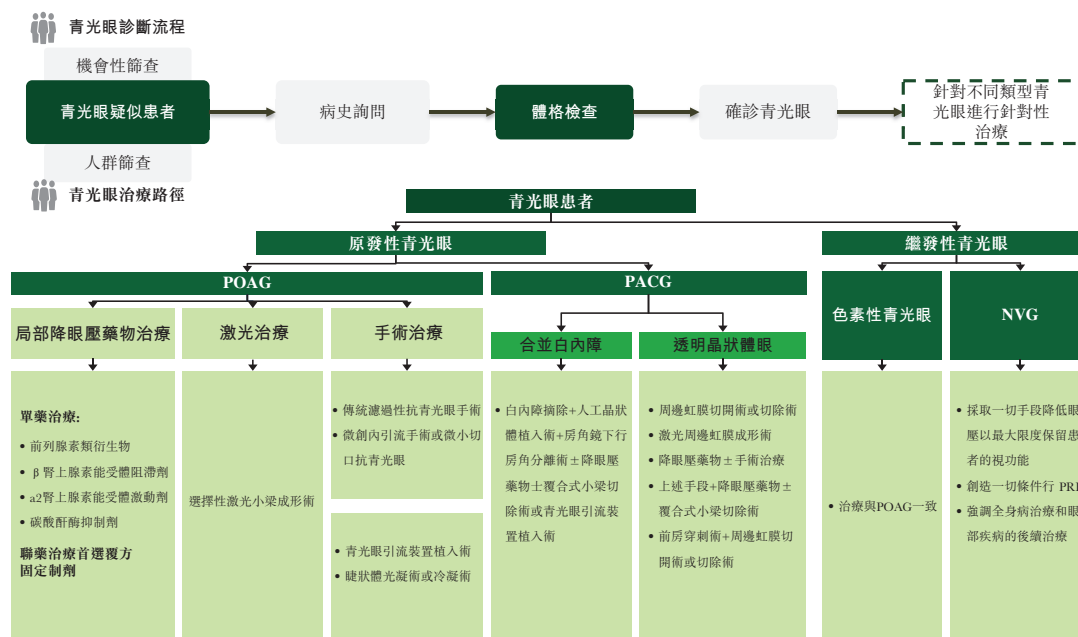 青光眼診斷流程
機會性篩查
青光眼疑似患者
病史詢問
體格檢查
確診青光眼
針對不同類型青
光眼進行針對性
治療
人群篩查
青光眼治療路徑
青光眼患者
原發性青光眼
繼發性青光眼
POAG
PACG
色素性青光眼
NVG
局部降眼壓藥物治療
激光治療
手術治療
合並白內障
透明晶狀體眼
單藥治療:
• 前列腺素類衍生物
• β腎上腺素能受體阻滯劑
• a2腎上腺素能受體激動劑
• 碳酸酐酶抑制劑
聯藥治療首選覆方
固定制劑
選擇性激光小梁成形術
• 傳統濾過性抗青光眼手術
• 微創內引流手術或微小切
口抗青光眼
• 青光眼引流裝置植入術
• 睫狀體光凝術或冷凝術
• 白內障摘除+人工晶狀
體植入術+房角鏡下行
房角分離術±降眼壓
藥物士覆合式小梁切
除術或青光眼引流裝
置植入術
• 周邊虹膜切開術或切除術
• 激光周邊虹膜成形術
• 降眼壓藥物±手術治療
• 上述手段+降眼壓藥物±
覆合式小梁切除術
• 前房穿刺術+周邊虹膜切
開術或切除術
• 治療與POAG一致
• 採取一切手段降低眼
壓以最大限度保留患
者的視功能
• 創造一切條件行 PRP
• 強調全身病治療和眼
部疾病的後續治療